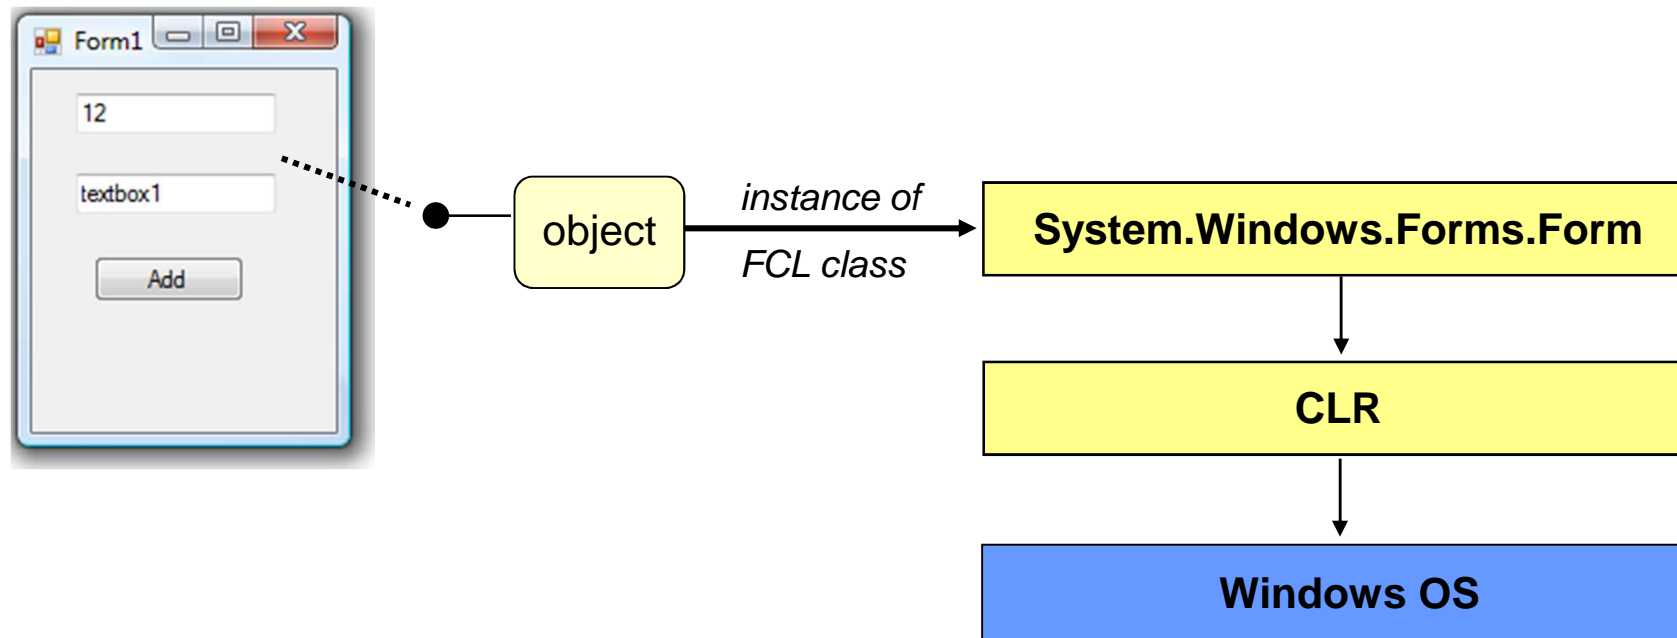 Form1
12
textbox1
Add
object
instance of
FCL class
System.Windows.Forms.Form
CLR
Windows OS